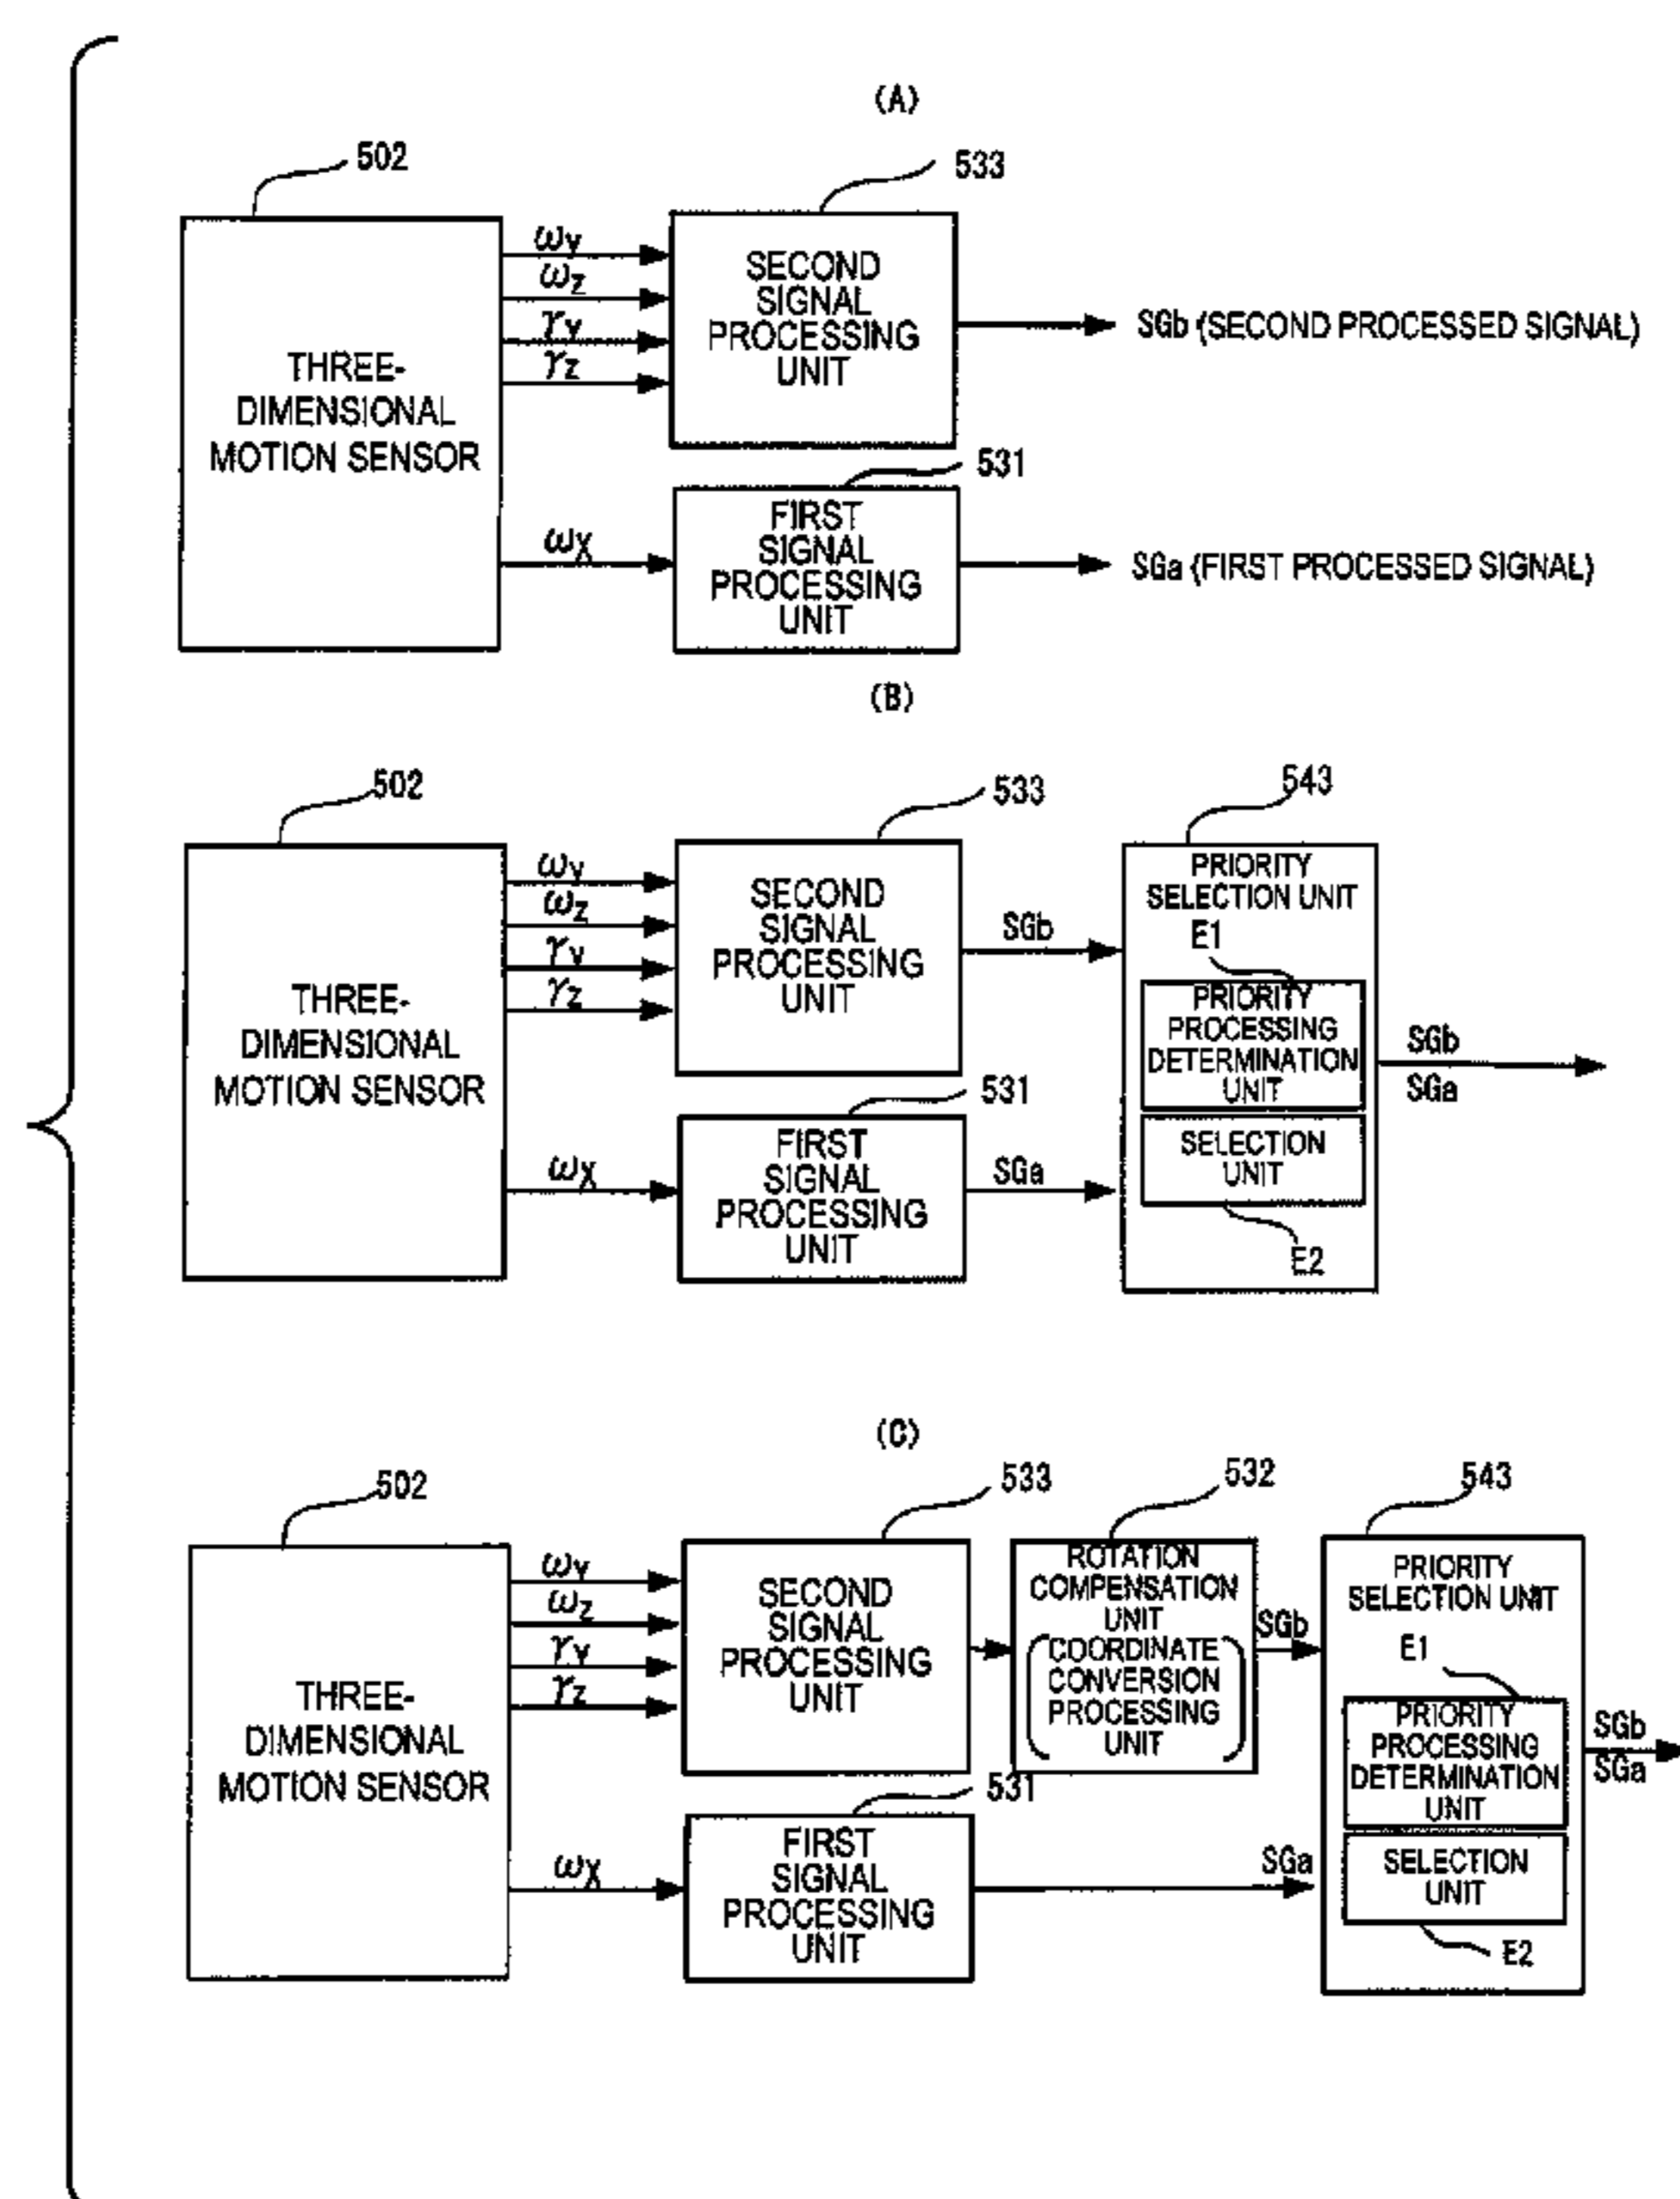 (A)
502
533
ωY
ωZ
γY
γZ
THREE-
DIMENSIONAL
MOTION SENSOR
SECOND
SIGNAL
PROCESSING
UNIT
SGb (SECOND PROCESSED SIGNAL)
531
ωX
FIRST
SIGNAL
PROCESSING
UNIT
SGa (FIRST PROCESSED SIGNAL)
(B)
502
533
543
ωY
ωZ
γY
γZ
THREE-
DIMENSIONAL
MOTION SENSOR
SECOND
SIGNAL
PROCESSING
UNIT
SGb
PRIORITY
SELECTION UNIT
E1
PRIORITY
PROCESSING
DETERMINATION
UNIT
SGb
SGa
531
ωX
FIRST
SIGNAL
PROCESSING
UNIT
SGa
SELECTION
UNIT
E2
(C)
502
533
532
543
ωY
ωZ
γY
γZ
THREE-
DIMENSIONAL
MOTION SENSOR
SECOND
SIGNAL
PROCESSING
UNIT
ROTATION
COMPENSATION
UNIT
(COORDINATE
CONVERSION
PROCESSING
UNIT)
SGb
PRIORITY
SELECTION UNIT
E1
PRIORITY
PROCESSING
DETERMINATION
UNIT
SGb
SGa
531
ωX
FIRST
SIGNAL
PROCESSING
UNIT
SGa
SELECTION
UNIT
E2